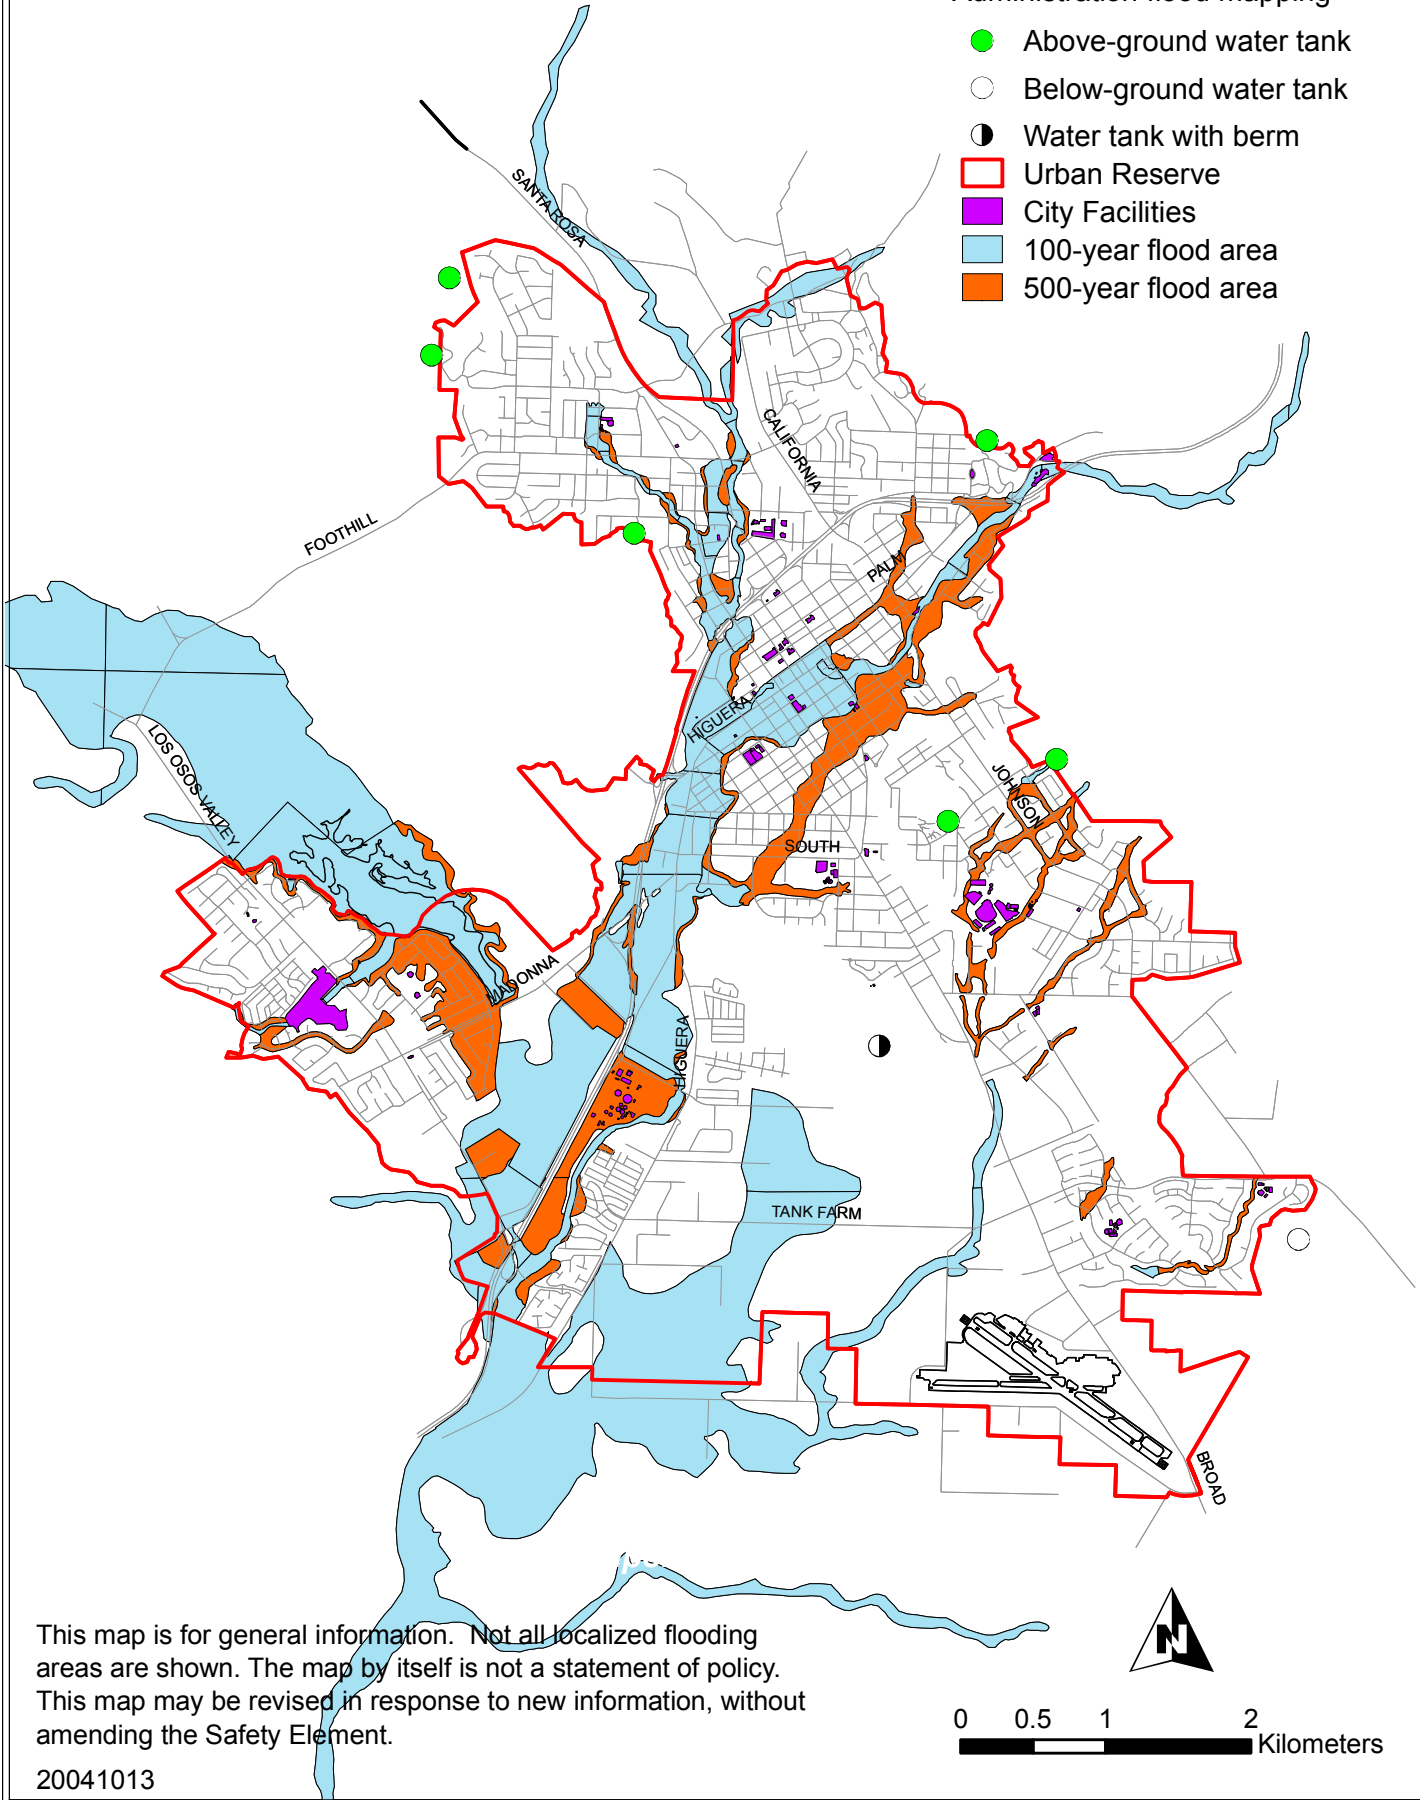 Administration flood mapping
Above-ground water tank
Below-ground water tank
Water tank with berm
Urban Reserve
City Facilities
100-year flood area
500-year flood area
SANTA ROSA
CALIFORNIA
FOOTHILL
PALM
HIGUERA
LOS OSOS VALLEY
JOHNSON
SOUTH
MADONNA
HIGUERA
TANK FARM
BROAD
This map is for general information. Not all localized flooding
areas are shown. The map by itself is not a statement of policy.
This map may be revised in response to new information, without
amending the Safety Element.
20041013
N
0 0.5 1 2
Kilometers